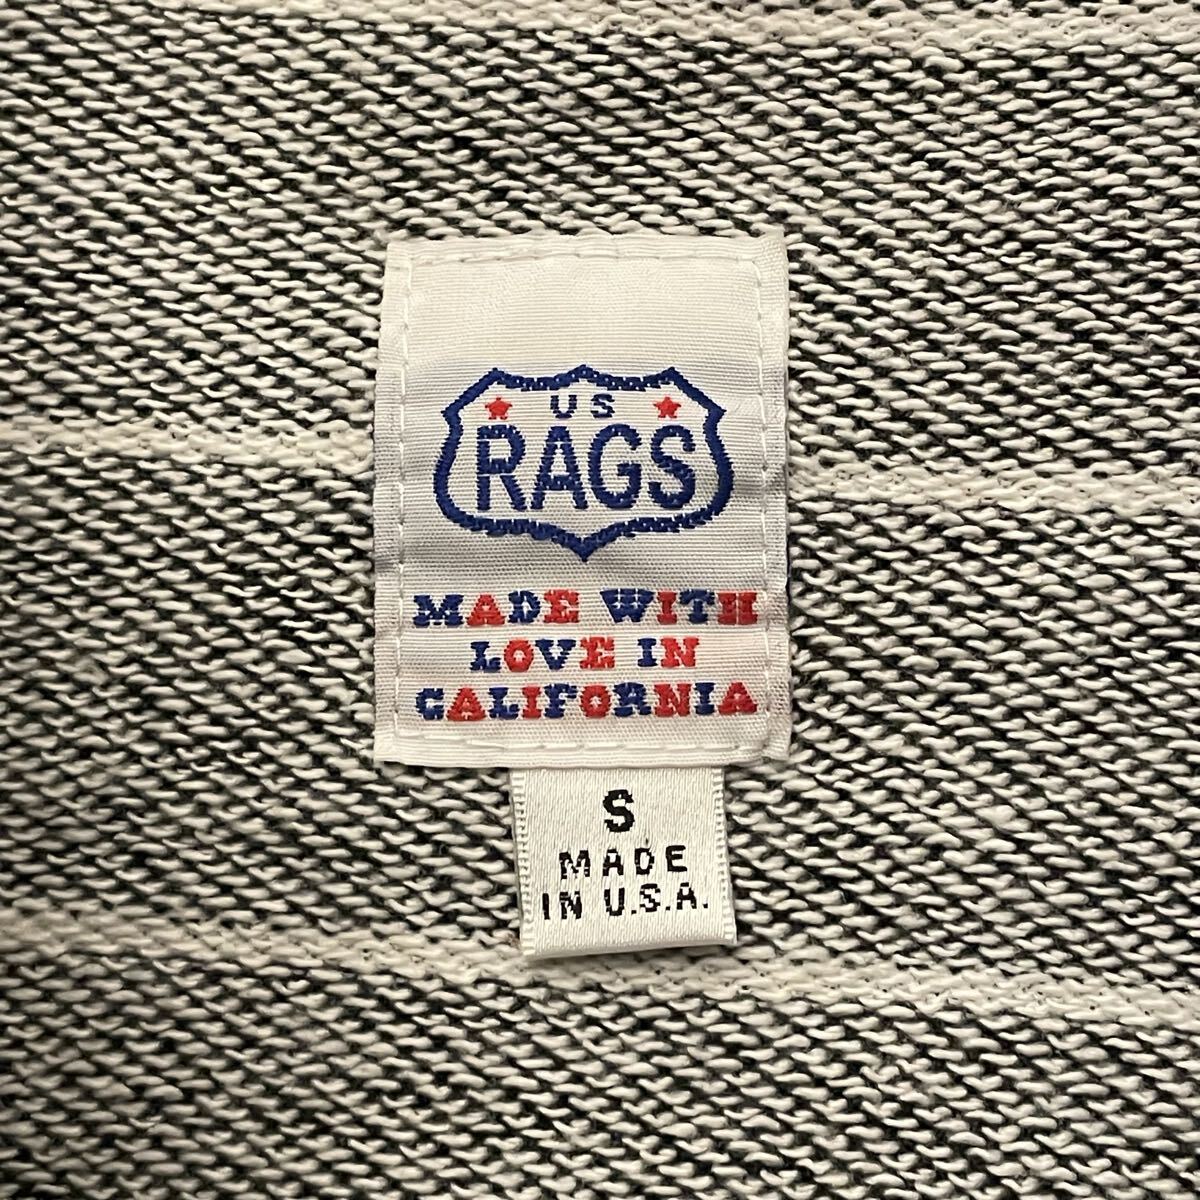 US
RAGS
MADE WITH
LOVE IN
CALIFORNIA
S
MADE
IN U.S.A.